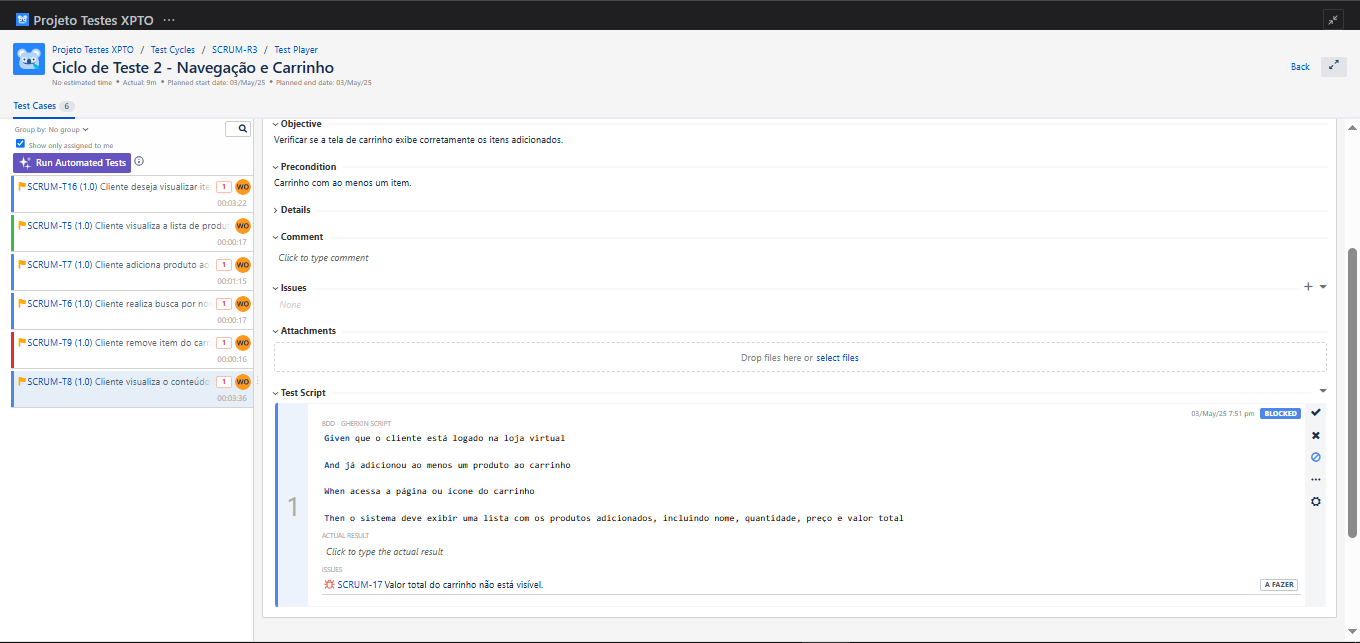 Projeto Testes XPTO ...
Projeto Testes XPTO / Test Cycles / SCRUM-R3 / Test Player
Ciclo de Teste 2 - Navegação e Carrinho
No estimated time • Actual: 9m • Planned start date: 03/May/25 • Planned end date: 03/May/25
Back
Test Cases 6
Group by: No group
Show only assigned to me
Run Automated Tests
SCRUM-T16 (1.0) Cliente deseja visualizar ite 1 WO
00:03:22
SCRUM-T5 (1.0) Cliente visualiza a lista de produ WO
00:00:17
SCRUM-T7 (1.0) Cliente adiciona produto ao 1 WO
00:01:15
SCRUM-T6 (1.0) Cliente realiza busca por no 1 WO
00:00:17
SCRUM-T9 (1.0) Cliente remove item do carr 1 WO
00:00:16
SCRUM-T8 (1.0) Cliente visualiza o conteúdo 1 WO
00:03:36
Objective
Verificar se a tela de carrinho exibe corretamente os itens adicionados.
Precondition
Carrinho com ao menos um item.
Details
Comment
Click to type comment
Issues
None
Attachments
Drop files here or select files
Test Script
03/May/25 7:51 pm BLOCKED
1
BDD - GHERKIN SCRIPT
Given que o cliente está logado na loja virtual
And já adicionou ao menos um produto ao carrinho
When acessa a página ou ícone do carrinho
Then o sistema deve exibir uma lista com os produtos adicionados, incluindo nome, quantidade, preço e valor total
ACTUAL RESULT
Click to type the actual result
ISSUES
SCRUM-17 Valor total do carrinho não está visível. A FAZER